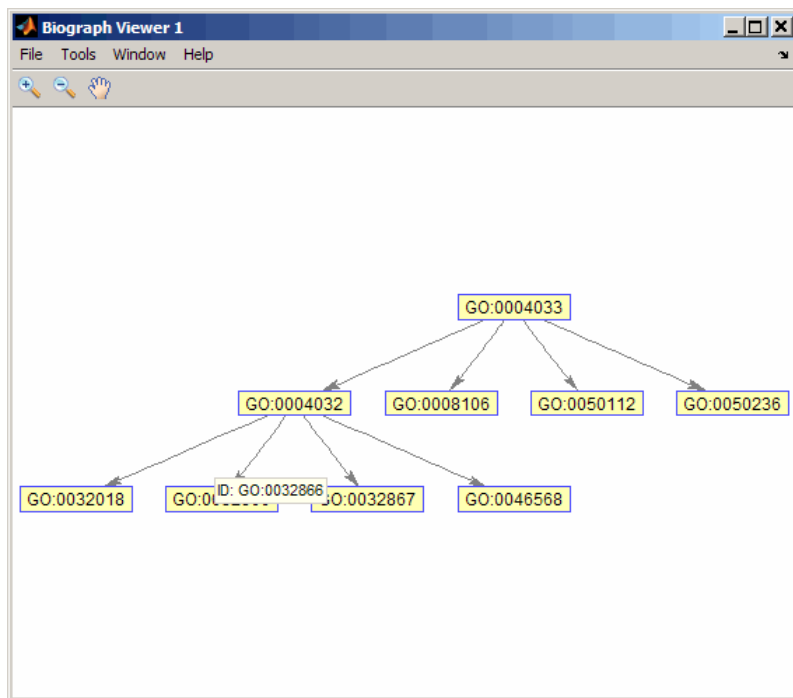 Biograph Viewer 1
File Tools Window Help
GO:0004033
GO:0004032 GO:0008106 GO:0050112 GO:0050236
ID: GO:0032866
GO:0032018 GO:0032867 GO:0046568